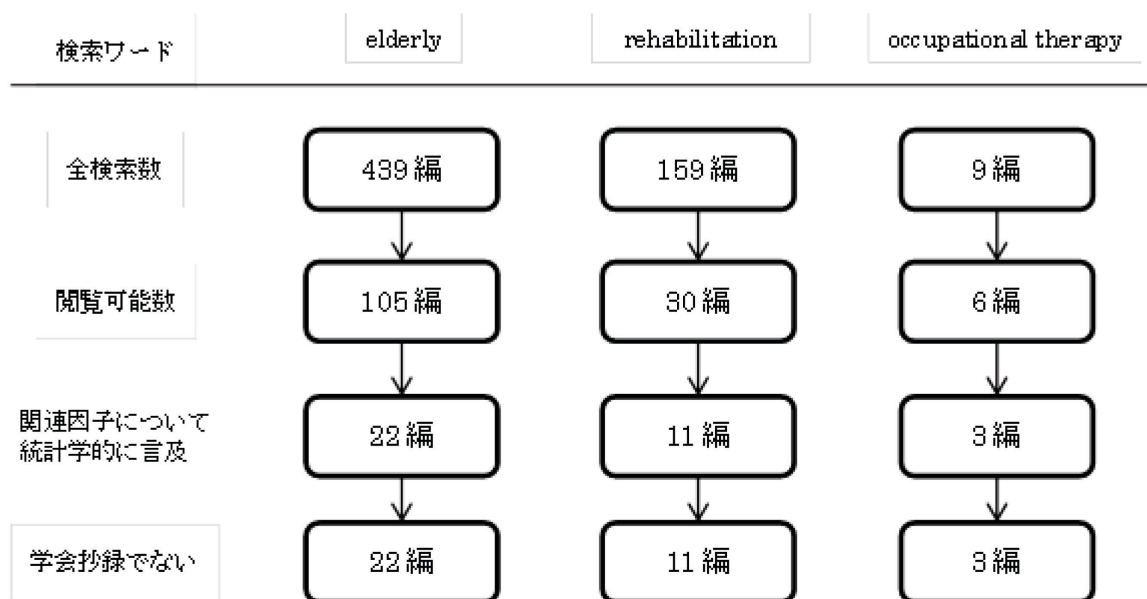 検索ワード
elderly
rehabilitation
occupational therapy
全検索数
439編
159編
9編
閲覧可能数
105編
30編
6編
関連因子について
統計学的に言及
22編
11編
3編
学会抄録でない
22編
11編
3編